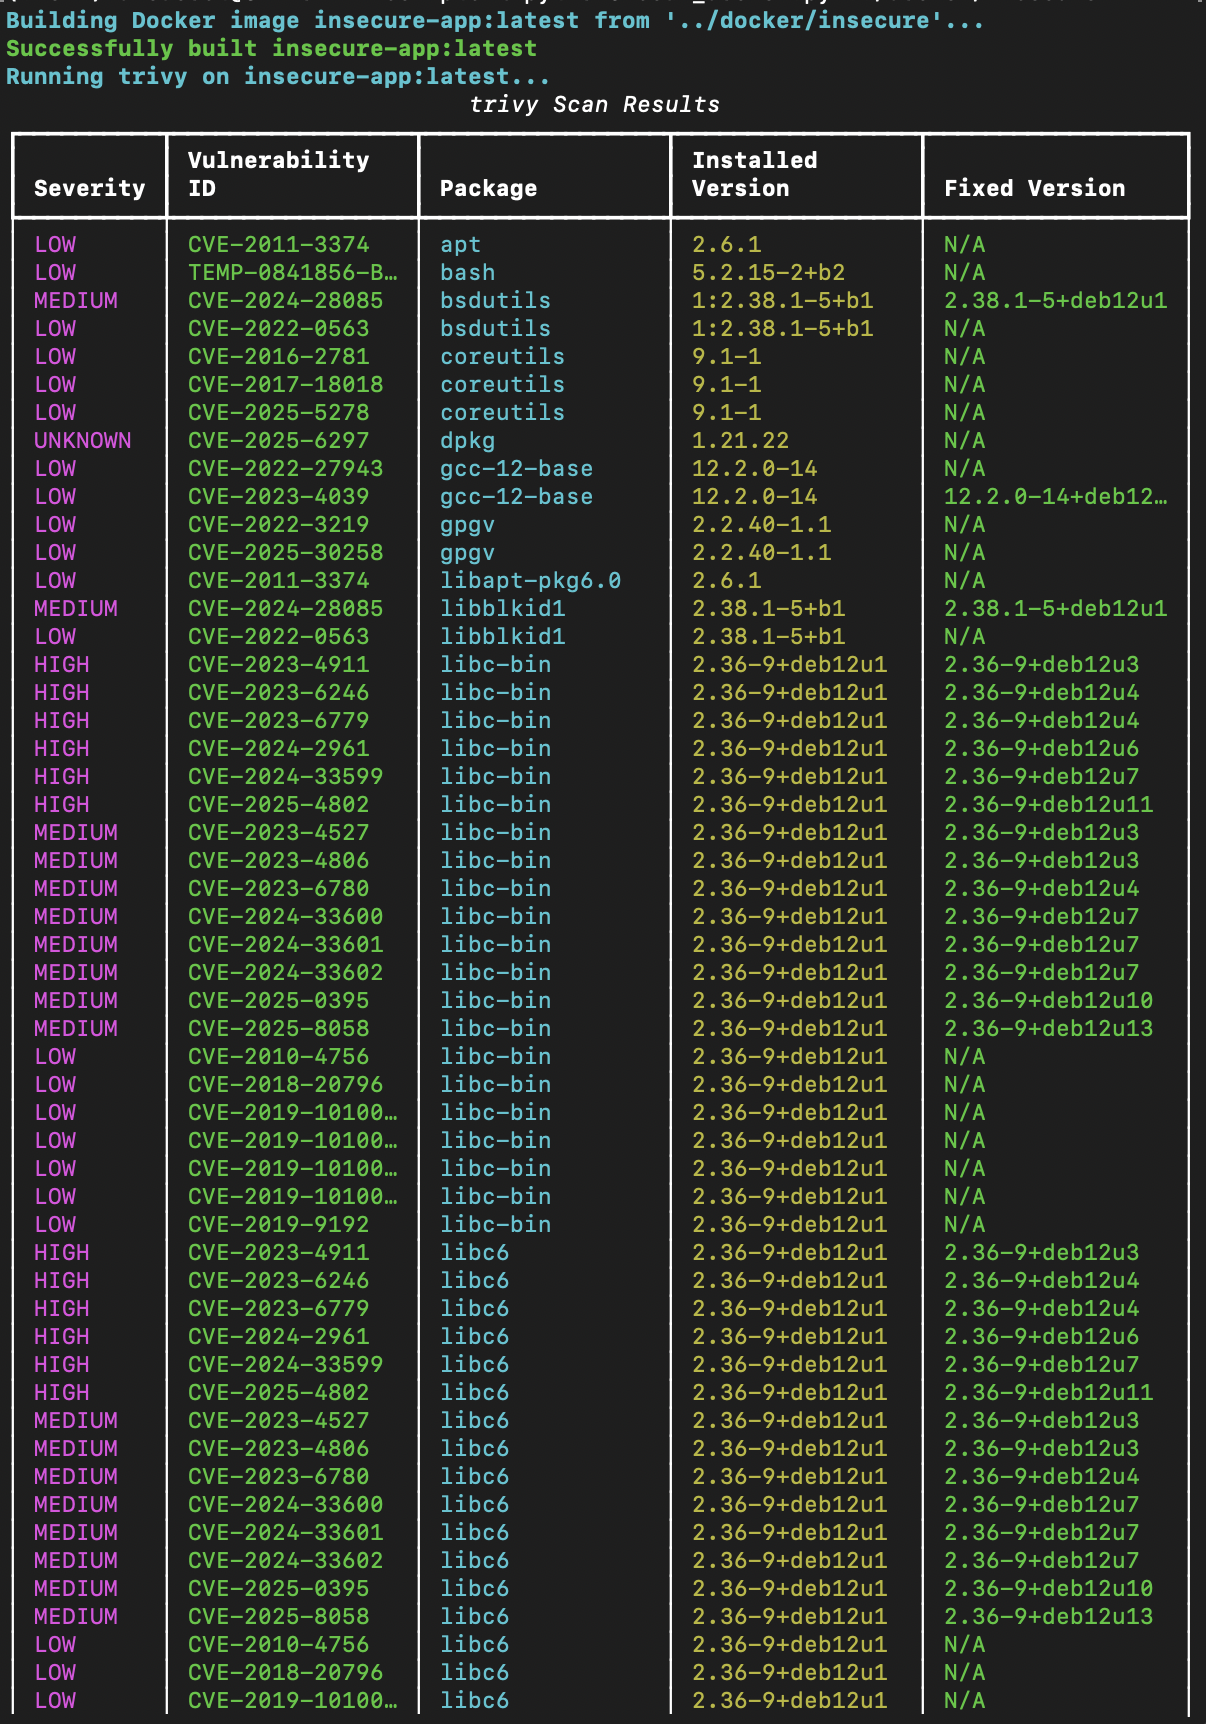 Building Docker image insecure-app:latest from '../docker/insecure'...
Successfully built insecure-app:latest
Running trivy on insecure-app:latest...
trivy Scan Results
Severity Vulnerability ID Package Installed Version Fixed Version
LOW CVE-2011-3374 apt 2.6.1 N/A
LOW TEMP-0841856-B… bash 5.2.15-2+b2 N/A
MEDIUM CVE-2024-28085 bsdutils 1:2.38.1-5+b1 2.38.1-5+deb12u1
LOW CVE-2022-0563 bsdutils 1:2.38.1-5+b1 N/A
LOW CVE-2016-2781 coreutils 9.1-1 N/A
LOW CVE-2017-18018 coreutils 9.1-1 N/A
LOW CVE-2025-5278 coreutils 9.1-1 N/A
UNKNOWN CVE-2025-6297 dpkg 1.21.22 N/A
LOW CVE-2022-27943 gcc-12-base 12.2.0-14 N/A
LOW CVE-2023-4039 gcc-12-base 12.2.0-14 12.2.0-14+deb12…
LOW CVE-2022-3219 gpgv 2.2.40-1.1 N/A
LOW CVE-2025-30258 gpgv 2.2.40-1.1 N/A
LOW CVE-2011-3374 libapt-pkg6.0 2.6.1 N/A
MEDIUM CVE-2024-28085 libblkid1 2.38.1-5+b1 2.38.1-5+deb12u1
LOW CVE-2022-0563 libblkid1 2.38.1-5+b1 N/A
HIGH CVE-2023-4911 libc-bin 2.36-9+deb12u1 2.36-9+deb12u3
HIGH CVE-2023-6246 libc-bin 2.36-9+deb12u1 2.36-9+deb12u4
HIGH CVE-2023-6779 libc-bin 2.36-9+deb12u1 2.36-9+deb12u4
HIGH CVE-2024-2961 libc-bin 2.36-9+deb12u1 2.36-9+deb12u6
HIGH CVE-2024-33599 libc-bin 2.36-9+deb12u1 2.36-9+deb12u7
HIGH CVE-2025-4802 libc-bin 2.36-9+deb12u1 2.36-9+deb12u11
MEDIUM CVE-2023-4527 libc-bin 2.36-9+deb12u1 2.36-9+deb12u3
MEDIUM CVE-2023-4806 libc-bin 2.36-9+deb12u1 2.36-9+deb12u3
MEDIUM CVE-2023-6780 libc-bin 2.36-9+deb12u1 2.36-9+deb12u4
MEDIUM CVE-2024-33600 libc-bin 2.36-9+deb12u1 2.36-9+deb12u7
MEDIUM CVE-2024-33601 libc-bin 2.36-9+deb12u1 2.36-9+deb12u7
MEDIUM CVE-2024-33602 libc-bin 2.36-9+deb12u1 2.36-9+deb12u7
MEDIUM CVE-2025-0395 libc-bin 2.36-9+deb12u1 2.36-9+deb12u10
MEDIUM CVE-2025-8058 libc-bin 2.36-9+deb12u1 2.36-9+deb12u13
LOW CVE-2010-4756 libc-bin 2.36-9+deb12u1 N/A
LOW CVE-2018-20796 libc-bin 2.36-9+deb12u1 N/A
LOW CVE-2019-10100… libc-bin 2.36-9+deb12u1 N/A
LOW CVE-2019-10100… libc-bin 2.36-9+deb12u1 N/A
LOW CVE-2019-10100… libc-bin 2.36-9+deb12u1 N/A
LOW CVE-2019-10100… libc-bin 2.36-9+deb12u1 N/A
LOW CVE-2019-9192 libc-bin 2.36-9+deb12u1 N/A
HIGH CVE-2023-4911 libc6 2.36-9+deb12u1 2.36-9+deb12u3
HIGH CVE-2023-6246 libc6 2.36-9+deb12u1 2.36-9+deb12u4
HIGH CVE-2023-6779 libc6 2.36-9+deb12u1 2.36-9+deb12u4
HIGH CVE-2024-2961 libc6 2.36-9+deb12u1 2.36-9+deb12u6
HIGH CVE-2024-33599 libc6 2.36-9+deb12u1 2.36-9+deb12u7
HIGH CVE-2025-4802 libc6 2.36-9+deb12u1 2.36-9+deb12u11
MEDIUM CVE-2023-4527 libc6 2.36-9+deb12u1 2.36-9+deb12u3
MEDIUM CVE-2023-4806 libc6 2.36-9+deb12u1 2.36-9+deb12u3
MEDIUM CVE-2023-6780 libc6 2.36-9+deb12u1 2.36-9+deb12u4
MEDIUM CVE-2024-33600 libc6 2.36-9+deb12u1 2.36-9+deb12u7
MEDIUM CVE-2024-33601 libc6 2.36-9+deb12u1 2.36-9+deb12u7
MEDIUM CVE-2024-33602 libc6 2.36-9+deb12u1 2.36-9+deb12u7
MEDIUM CVE-2025-0395 libc6 2.36-9+deb12u1 2.36-9+deb12u10
MEDIUM CVE-2025-8058 libc6 2.36-9+deb12u1 2.36-9+deb12u13
LOW CVE-2010-4756 libc6 2.36-9+deb12u1 N/A
LOW CVE-2018-20796 libc6 2.36-9+deb12u1 N/A
LOW CVE-2019-10100… libc6 2.36-9+deb12u1 N/A